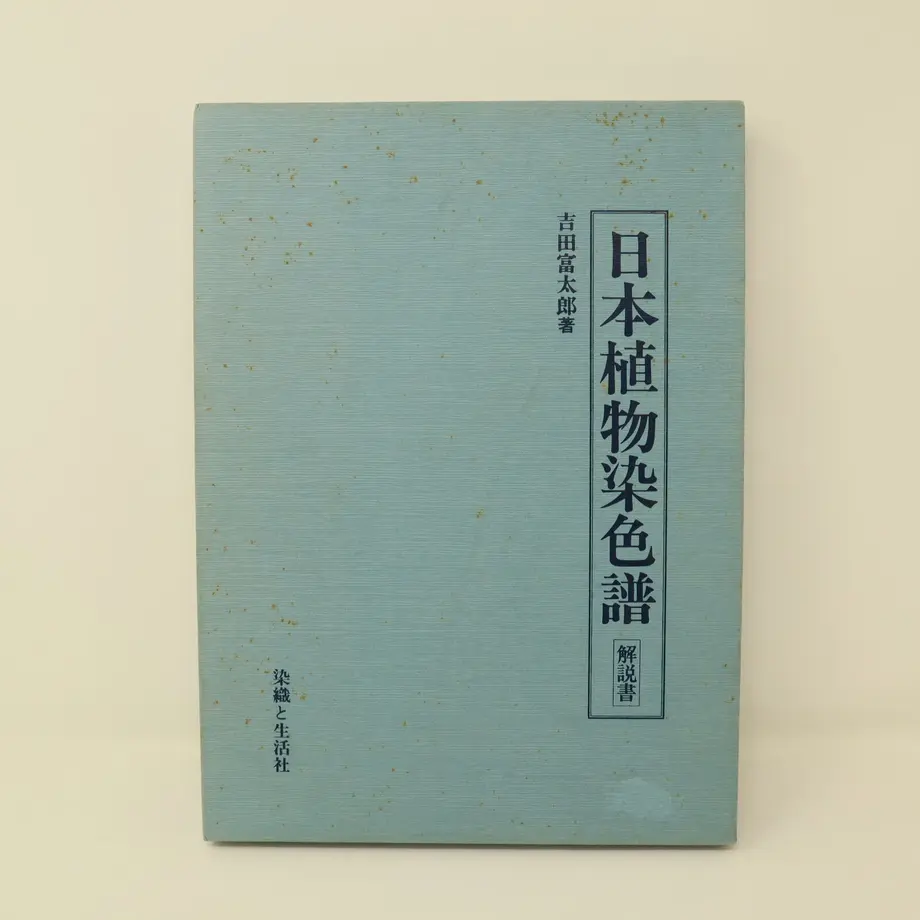 日本植物染色譜
解説書
吉田富太郎著
染織と生活社